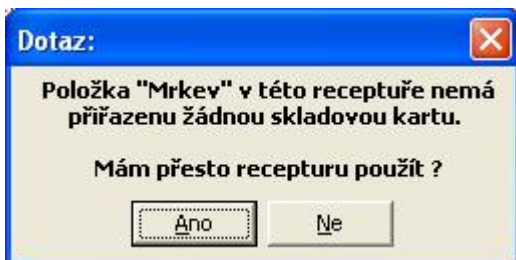 Dotaz:
Položka "Mrkev" v této receptuře nemá
přiřazenu žádnou skladovou kartu.
Mám přesto recepturu použít ?
Ano
Ne